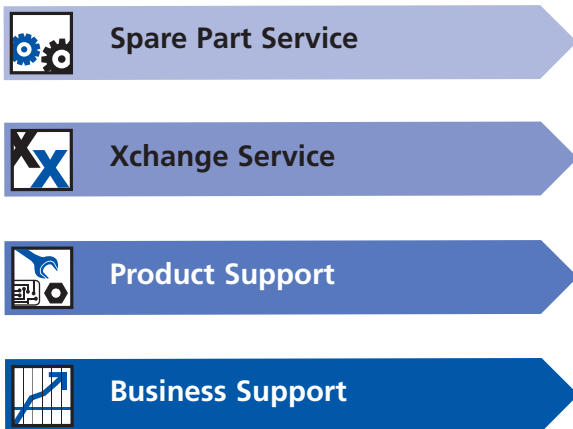 Spare Part Service
Xchange Service
Product Support
Business Support